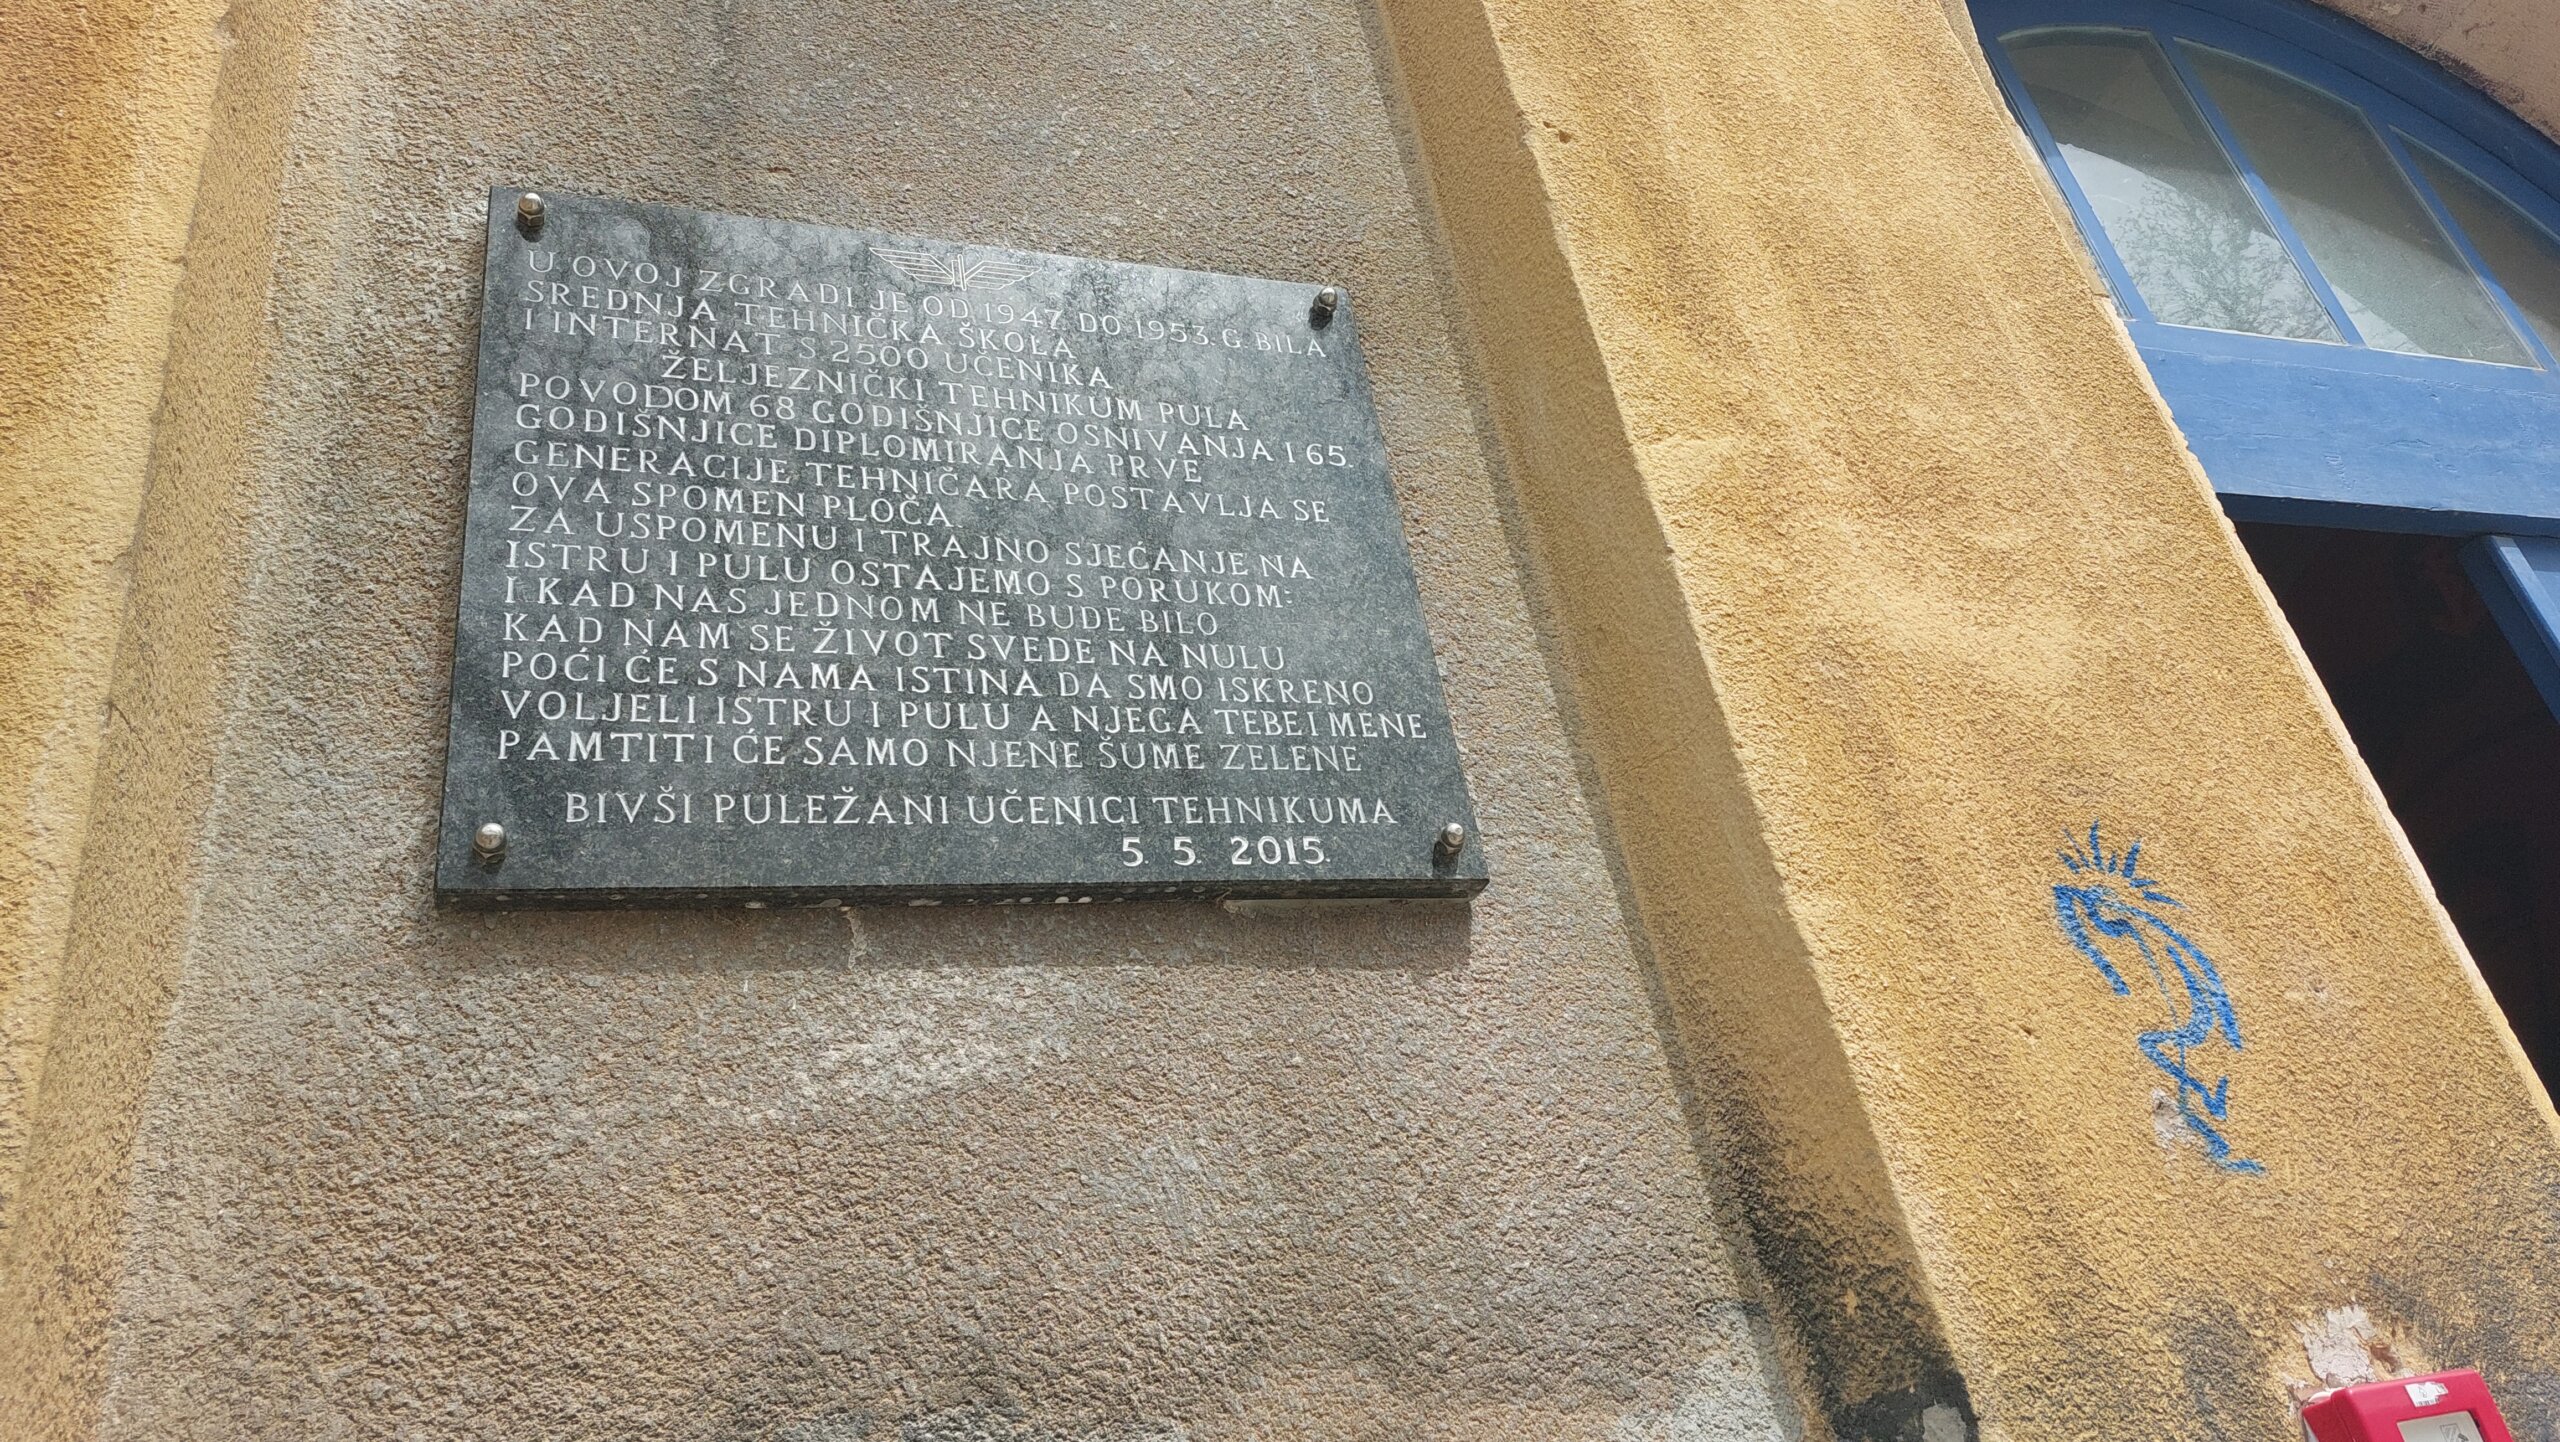 U OVOJ ZGRADI JE OD 1947. DO 1953. G. BILA
SREDNJA TEHNIČKA ŠKOLA
I INTERNAT S 2500 UČENIKA
ŽELJEZNIČKI TEHNIKUM PULA
POVODOM 68 GODIŠNJICE OSNIVANJA I 65.
GODIŠNJICE DIPLOMIRANJA PRVE
GENERACIJE TEHNIČARA POSTAVLJA SE
OVA SPOMEN PLOČA.
ZA USPOMENU I TRAJNO SJEĆANJE NA
ISTRU I PULU OSTAJEMO S PORUKOM:
I KAD NAS JEDNOM NE BUDE BILO
KAD NAM SE ŽIVOT SVEDE NA NULU
POĆI ĆE S NAMA ISTINA DA SMO ISKRENO
VOLJELI ISTRU I PULU A NJEGA TEBE I MENE
PAMTITI ĆE SAMO NJENE ŠUME ZELENE
BIVŠI PULEŽANI UČENICI TEHNIKUMA
5. 5. 2015.